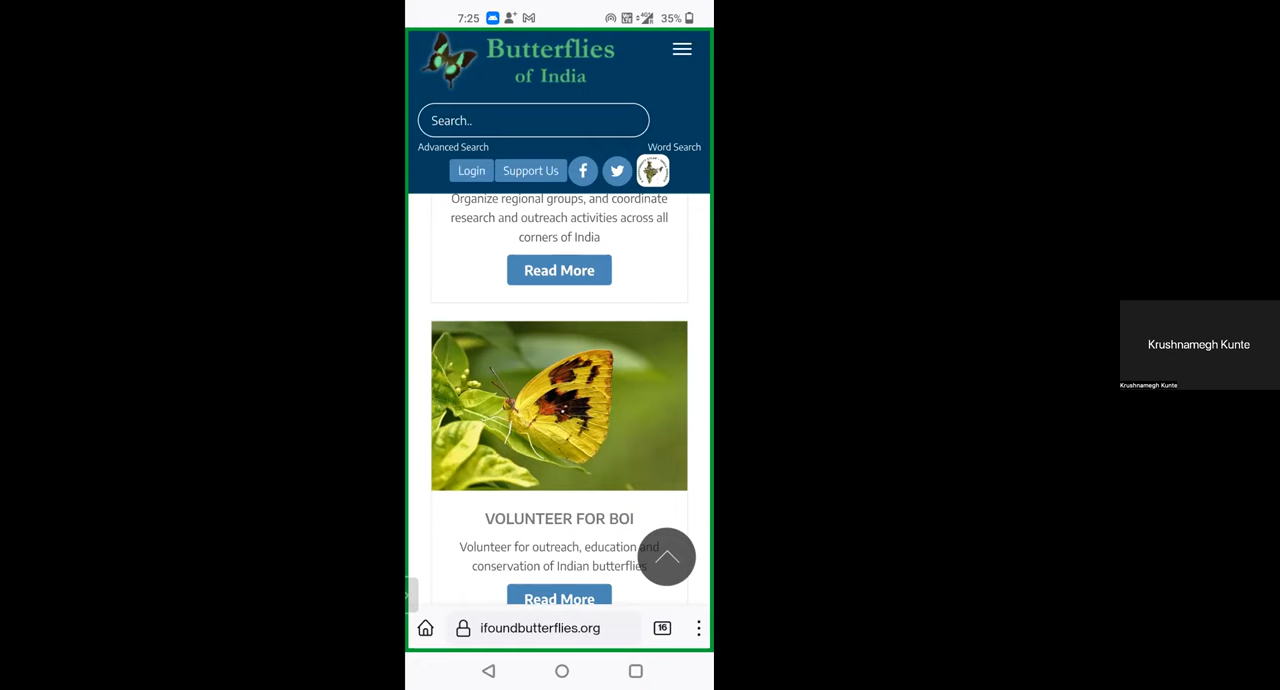 7:25
35%
Butterflies
of India
Search..
Advanced Search
Word Search
Login
Support Us
Organize regional groups, and coordinate
research and outreach activities across all
corners of India
Read More
VOLUNTEER FOR BOI
Volunteer for outreach, education and
conservation of Indian butterflies
Read More
ifoundbutterflies.org
16
Krushnamegh Kunte
Krushnamegh Kunte